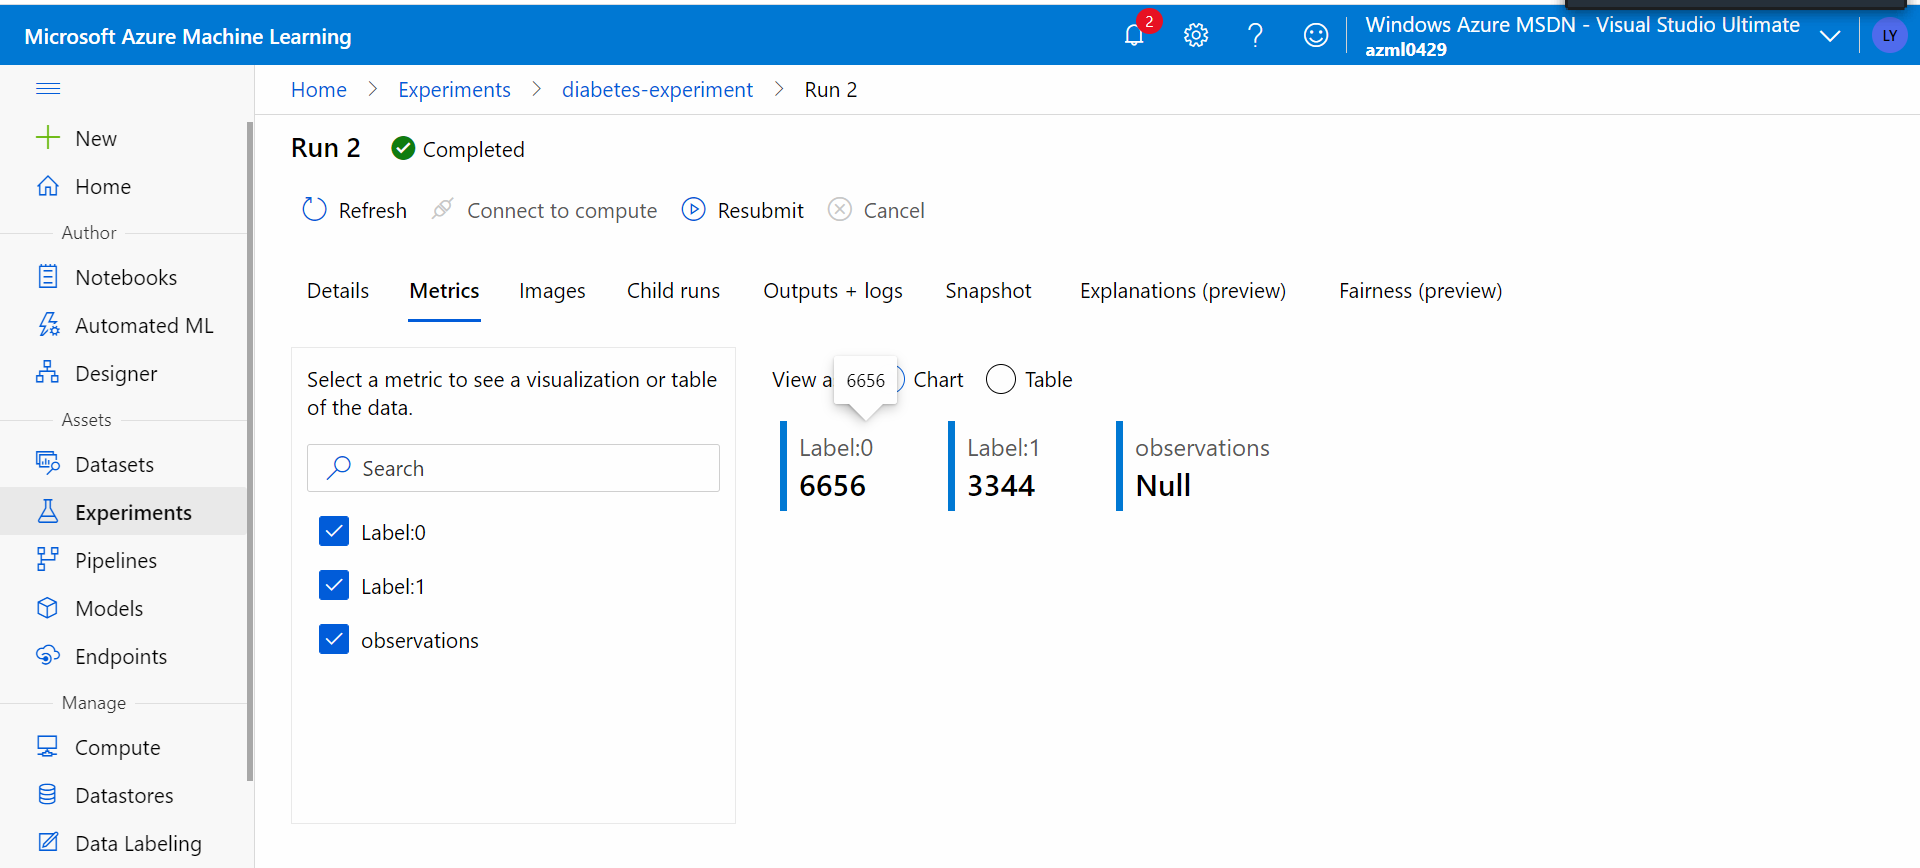 Microsoft Azure Machine Learning
2
Windows Azure MSDN - Visual Studio Ultimate
azml0429
LY
New
Home
Author
Notebooks
Automated ML
Designer
Assets
Datasets
Experiments
Pipelines
Models
Endpoints
Manage
Compute
Datastores
Data Labeling
Home > Experiments > diabetes-experiment > Run 2
Run 2 Completed
Refresh Connect to compute Resubmit Cancel
Details Metrics Images Child runs Outputs + logs Snapshot Explanations (preview) Fairness (preview)
Select a metric to see a visualization or table
of the data.
Search
Label:0
Label:1
observations
View a Chart Table
6656
Label:0 Label:1 observations
6656 3344 Null